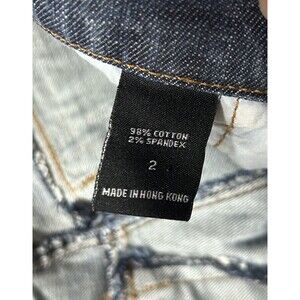 98% COTTON
2% SPANDEX
2
MADE IN HONG KONG